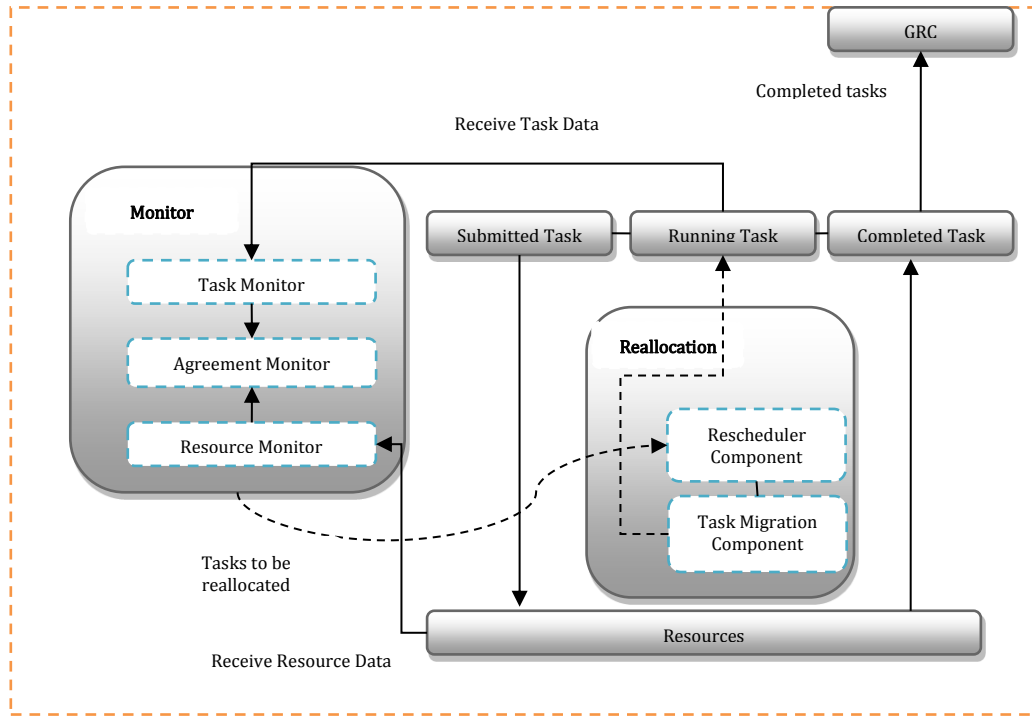 GRC
Completed tasks
Receive Task Data
Monitor
Submitted Task
Running Task
Completed Task
Task Monitor
Agreement Monitor
Resource Monitor
Reallocation
Rescheduler
Component
Task Migration
Component
Tasks to be
reallocated
Resources
Receive Resource Data